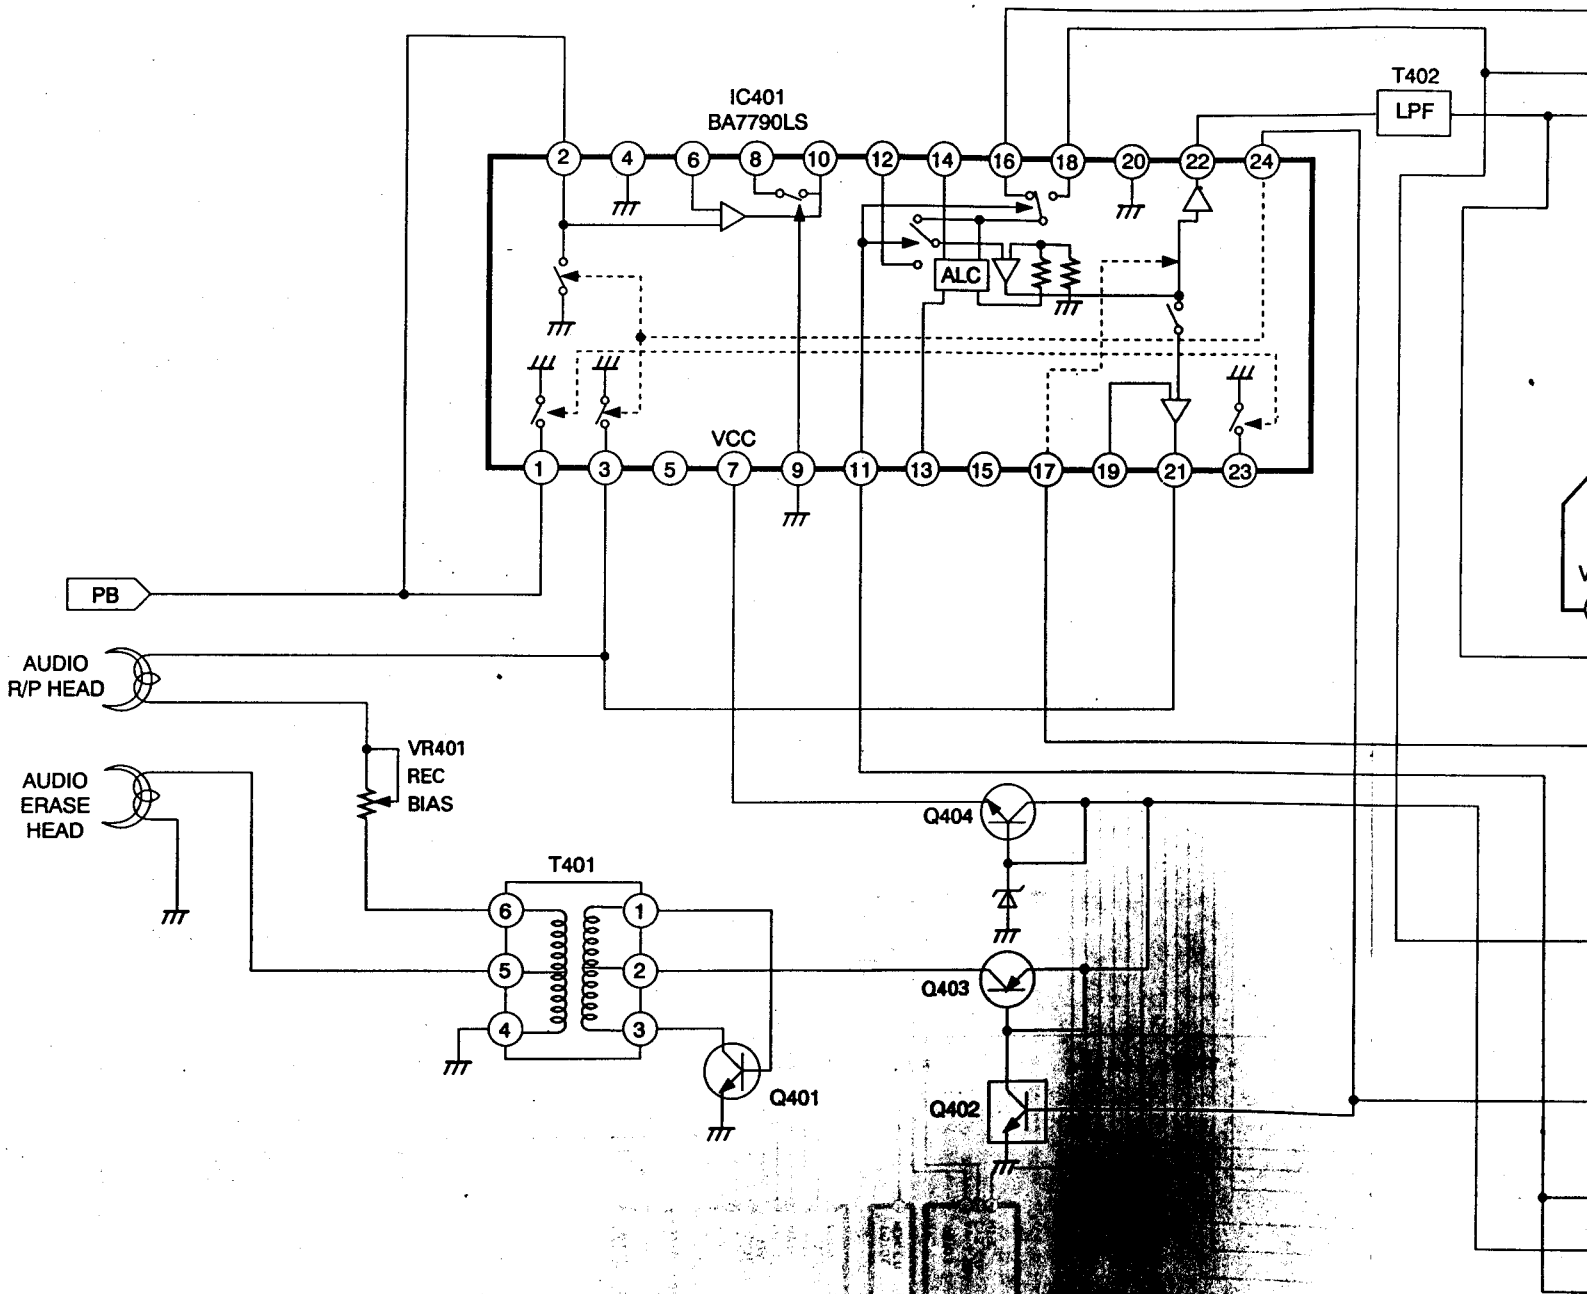 T402
LPF
IC401
BA7790LS
2 4 6 8 10 12 14 16 18 20 22 24
ALC
VCC
1 3 5 7 9 11 13 15 17 19 21 23
PB
AUDIO
R/P HEAD
VR401
REC
BIAS
AUDIO
ERASE
HEAD
Q404
T401
6 1
5 2
4 3
Q403
Q401
Q402